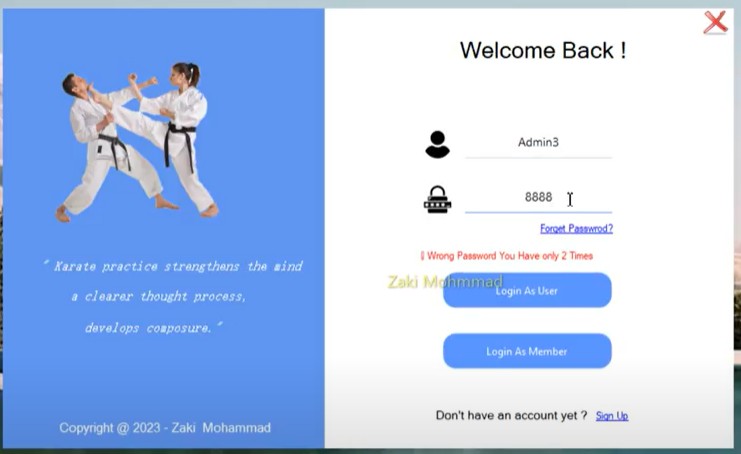 Welcome Back !
Admin3
8888
Forget Passwrod?
Wrong Password You Have only 2 Times
Zaki Mohmmad
Login As User
Login As Member
Don't have an account yet ? Sign Up
" Karate practice strengthens the mind
a clearer thought process,
develops composure."
Copyright @ 2023 - Zaki Mohammad